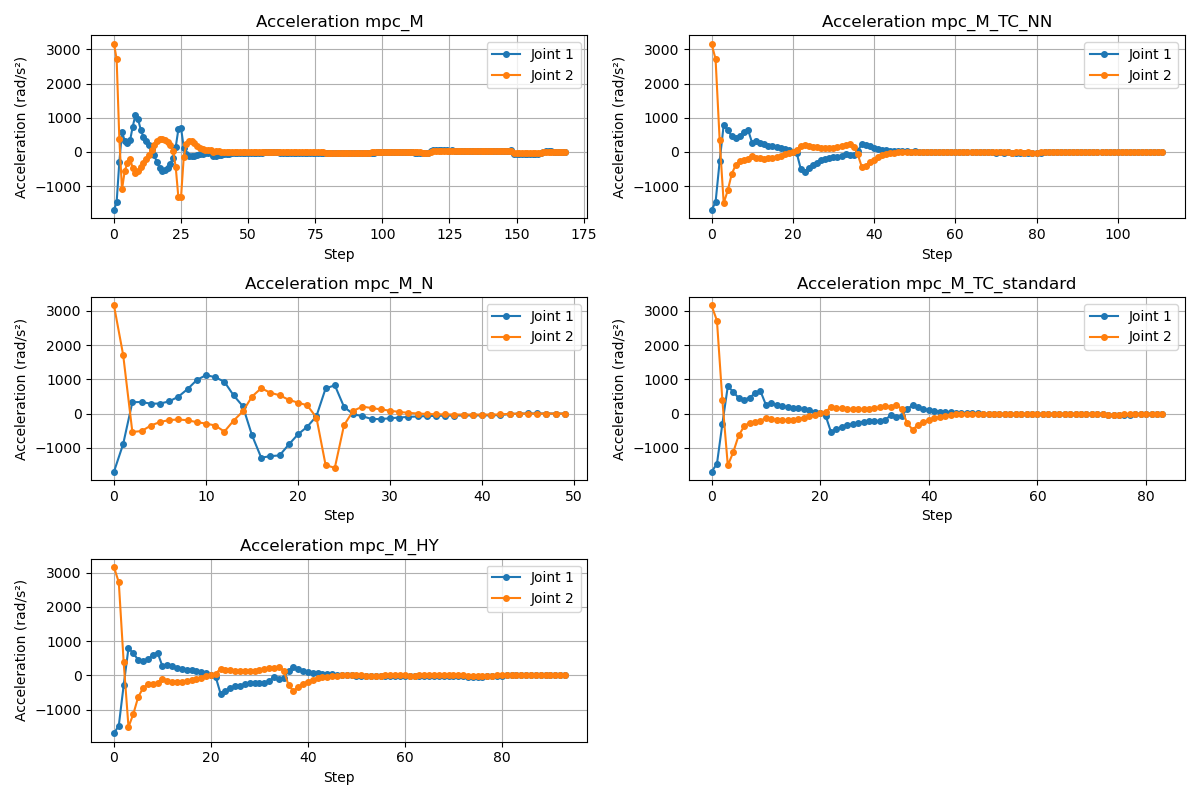 Acceleration mpc_M
Acceleration (rad/s²)
3000
2000
1000
0
−1000
Joint 1
Joint 2
0 25 50 75 100 125 150 175
Step
Acceleration mpc_M_TC_NN
Acceleration (rad/s²)
3000
2000
1000
0
−1000
Joint 1
Joint 2
0 20 40 60 80 100
Step
Acceleration mpc_M_N
Acceleration (rad/s²)
3000
2000
1000
0
−1000
Joint 1
Joint 2
0 10 20 30 40 50
Step
Acceleration mpc_M_TC_standard
Acceleration (rad/s²)
3000
2000
1000
0
−1000
Joint 1
Joint 2
0 20 40 60 80
Step
Acceleration mpc_M_HY
Acceleration (rad/s²)
3000
2000
1000
0
−1000
Joint 1
Joint 2
0 20 40 60 80
Step